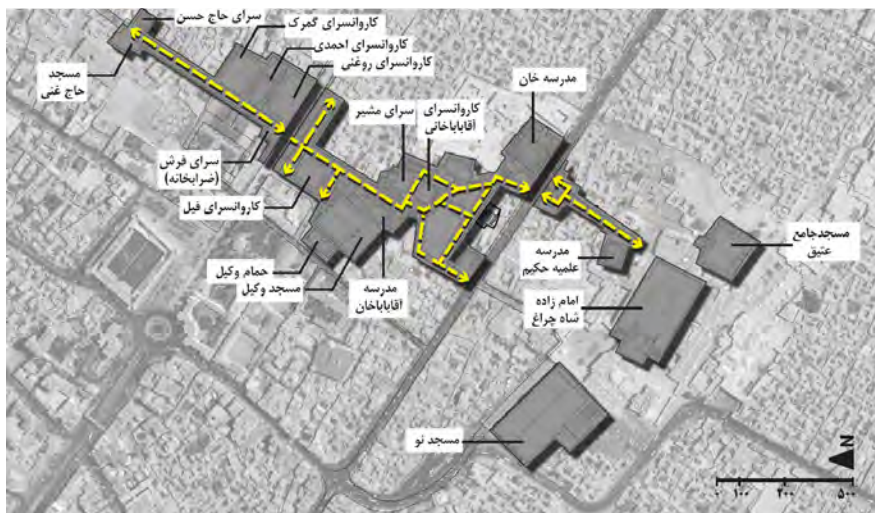 سرای حاج حسن
کاروانسرای گمرک
کاروانسرای احمدی
کاروانسرای روغنی
مسجد
حاج غنی
مدرسه خان
کاروانسرای
آقاباباخانی
سرای مشیر
سرای فرش
(ضرابخانه)
کاروانسرای فیل
حمام وکیل
مسجد وکیل
مدرسه
آقاباباخان
مدرسه
علمیه حکیم
مسجدجامع
عتیق
امام زاده
شاه چراغ
مسجد نو
N
۰ ۱۰۰ ۲۰۰ ۵۰۰